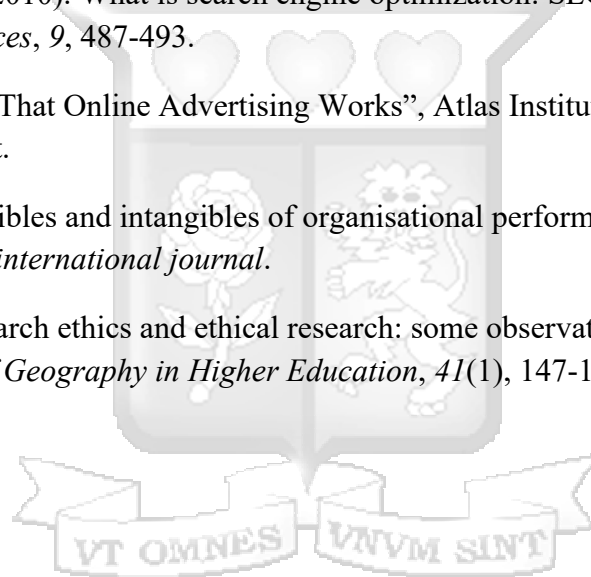 2010). What is search engine optimization: SEO
ces, 9, 487-493.
That Online Advertising Works”, Atlas Institu
t.
ibles and intangibles of organisational perform
international journal.
arch ethics and ethical research: some observat
Geography in Higher Education, 41(1), 147-1
VT OMNES VNVM SINT